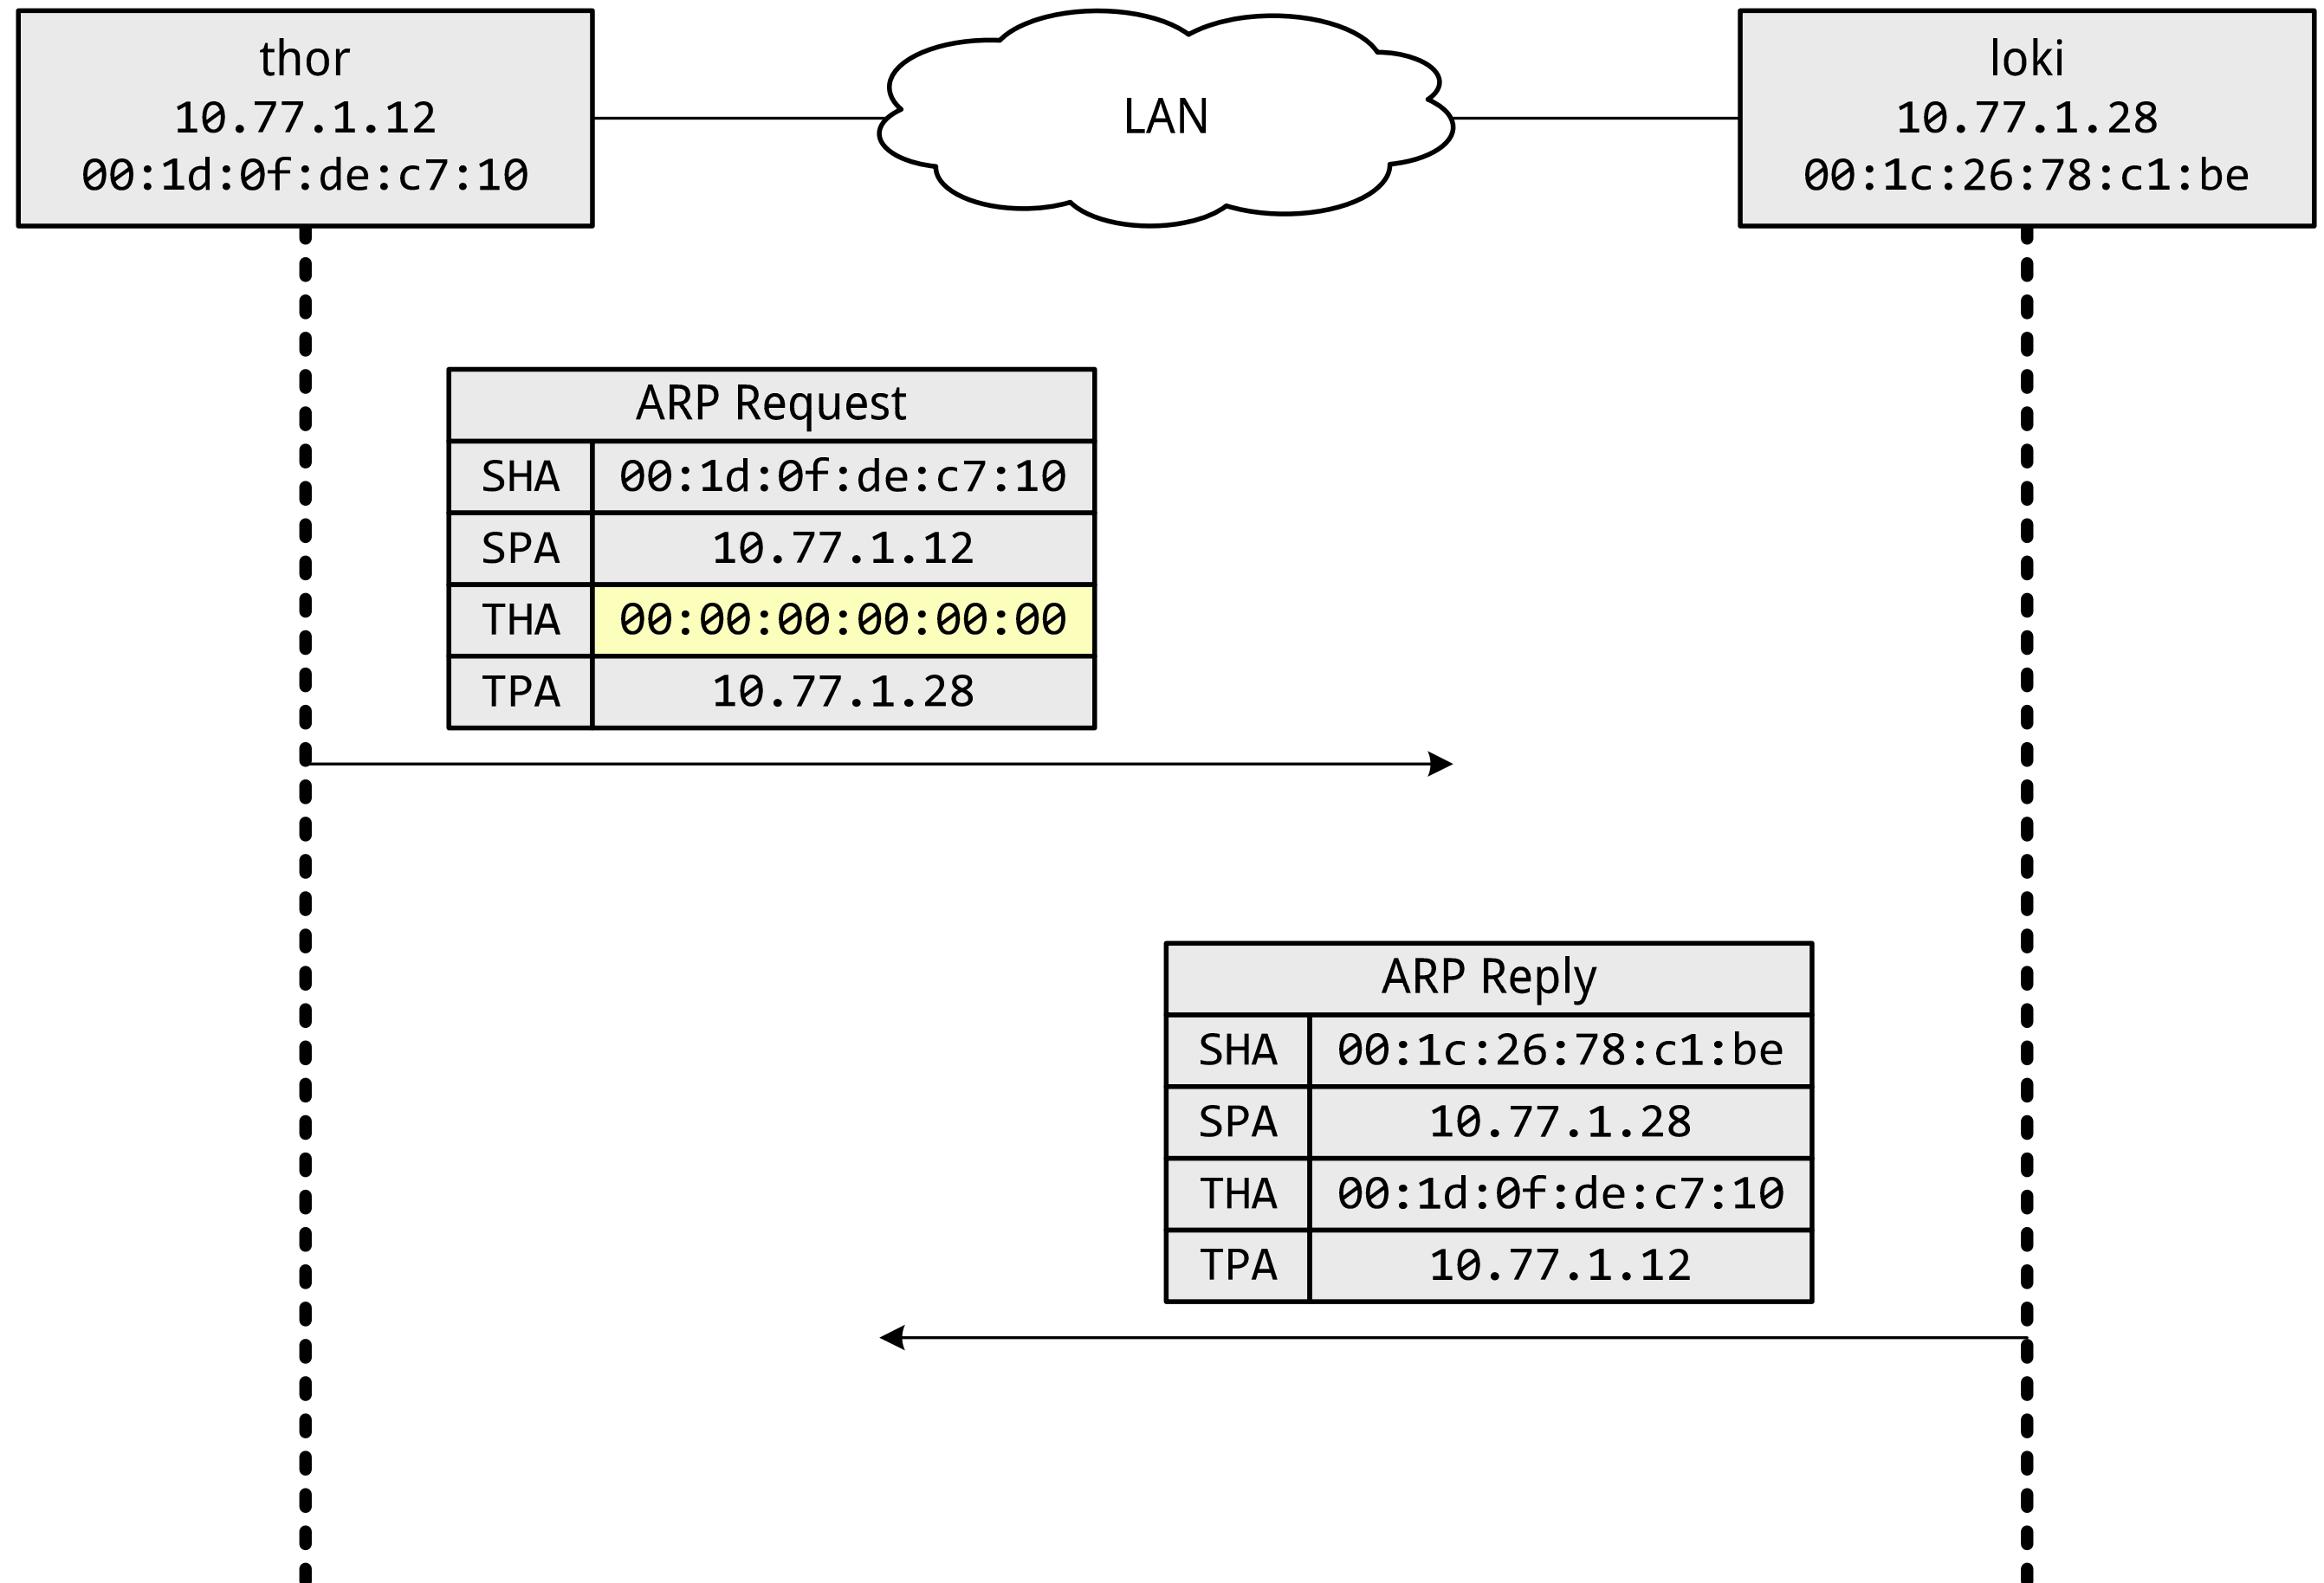 thor
10.77.1.12
00:1d:0f:de:c7:10
LAN
loki
10.77.1.28
00:1c:26:78:c1:be
ARP Request
SHA 00:1d:0f:de:c7:10
SPA 10.77.1.12
THA 00:00:00:00:00:00
TPA 10.77.1.28
ARP Reply
SHA 00:1c:26:78:c1:be
SPA 10.77.1.28
THA 00:1d:0f:de:c7:10
TPA 10.77.1.12